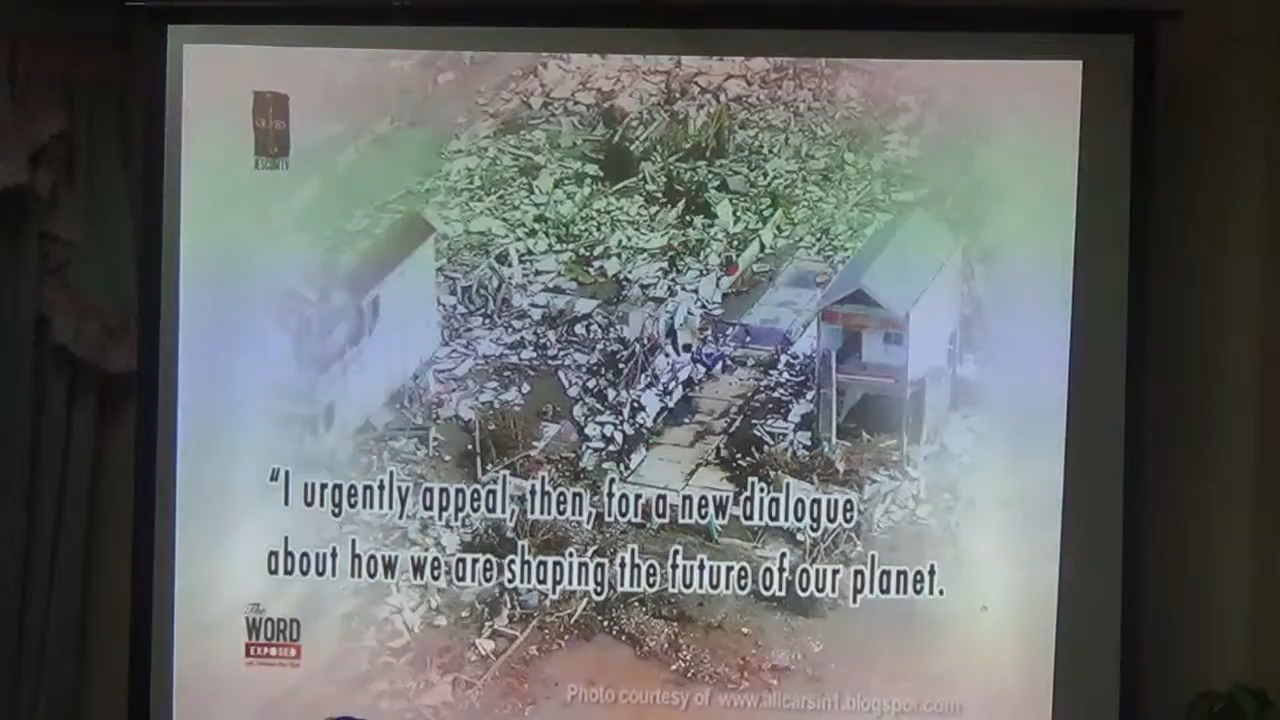 JESCOMTV
"I urgently appeal, then, for a new dialogue
about how we are shaping the future of our planet.
The
WORD
EXPOSED
Photo courtesy of www.allcarsin1.blogspot.com